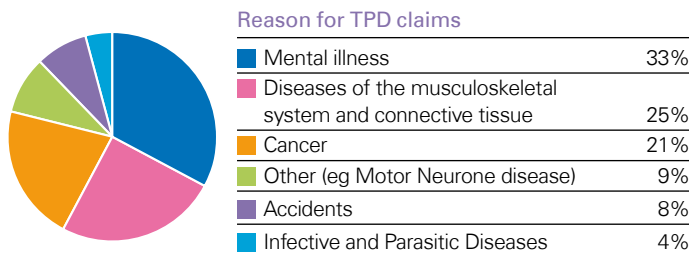 Reason for TPD claims
Mental illness 33%
Diseases of the musculoskeletal
system and connective tissue 25%
Cancer 21%
Other (eg Motor Neurone disease) 9%
Accidents 8%
Infective and Parasitic Diseases 4%